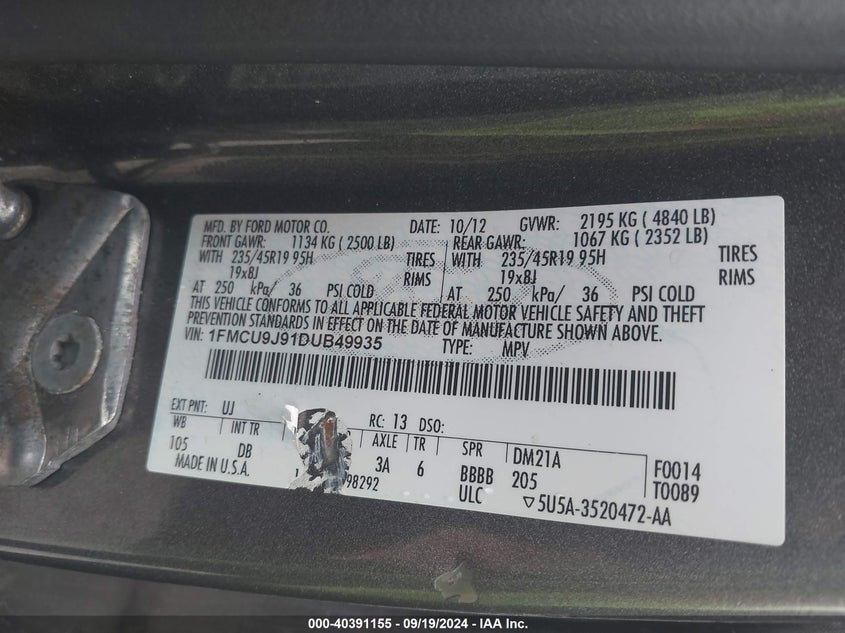 MFD. BY FORD MOTOR CO. DATE: 10/12 GVWR: 2195 KG ( 4840 LB)
FRONT GAWR: 1134 KG ( 2500 LB) REAR GAWR: 1067 KG ( 2352 LB)
WITH 235/45R19 95H TIRES WITH 235/45R19 95H TIRES
19x8J RIMS 19x8J RIMS
AT 250 kPa/ 36 PSI COLD AT 250 kPa/ 36 PSI COLD
THIS VEHICLE CONFORMS TO ALL APPLICABLE FEDERAL MOTOR VEHICLE SAFETY AND THEFT
PREVENTION STANDARDS IN EFFECT ON THE DATE OF MANUFACTURE SHOWN ABOVE.
VIN: 1FMCU9J91DUB49935 TYPE: MPV
EXT PNT: UJ RC: 13 DSO:
WB INT TR AXLE TR SPR DM21A F0014
105 DB 3A 6 BBBB 205 T0089
MADE IN U.S.A. 98292 ULC ▽5U5A-3520472-AA
000-40391155 - 09/19/2024 - IAA Inc.